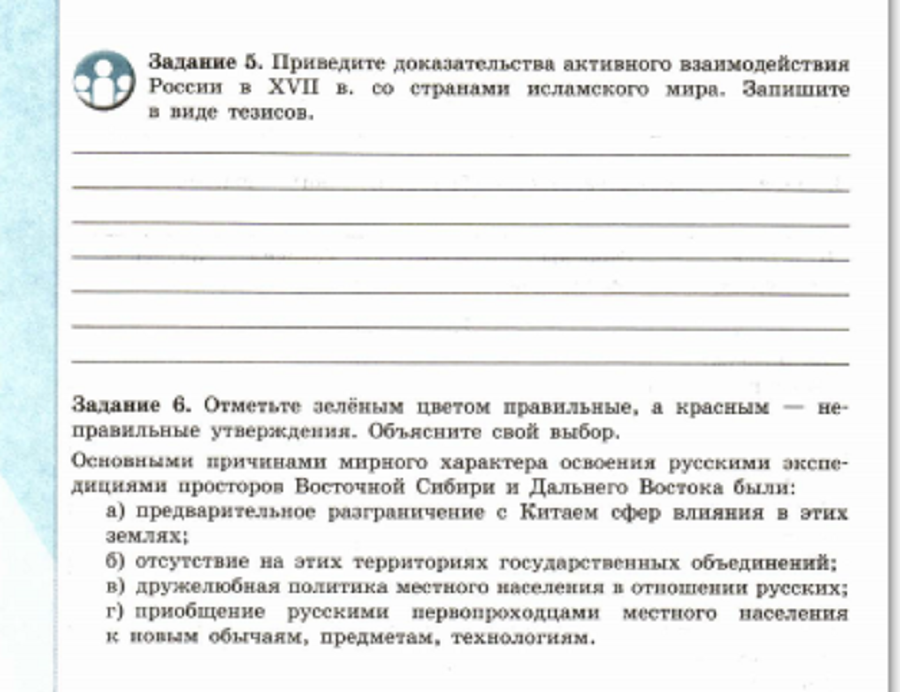 Задание 5. Приведите доказательства активного взаимодействия
России в XVII в. со странами исламского мира. Запишите
в виде тезисов.
Задание 6. Отметьте зелёным цветом правильные, а красным — не-
правильные утверждения. Объясните свой выбор.
Основными причинами мирного характера освоения русскими экспе-
дициями просторов Восточной Сибири и Дальнего Востока были:
а) предварительное разграничение с Китаем сфер влияния в этих
землях;
б) отсутствие на этих территориях государственных объединений;
в) дружелюбная политика местного населения в отношении русских;
г) приобщение русскими первопроходцами местного населения
к новым обычаям, предметам, технологиям.